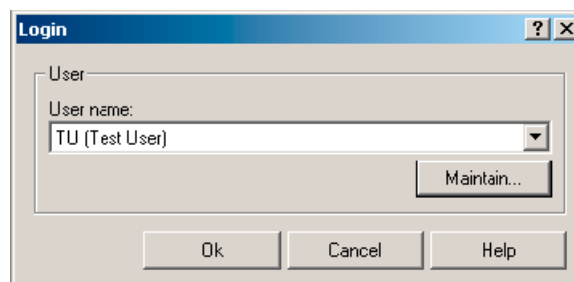 Login
User
User name:
TU (Test User)
Maintain...
Ok Cancel Help